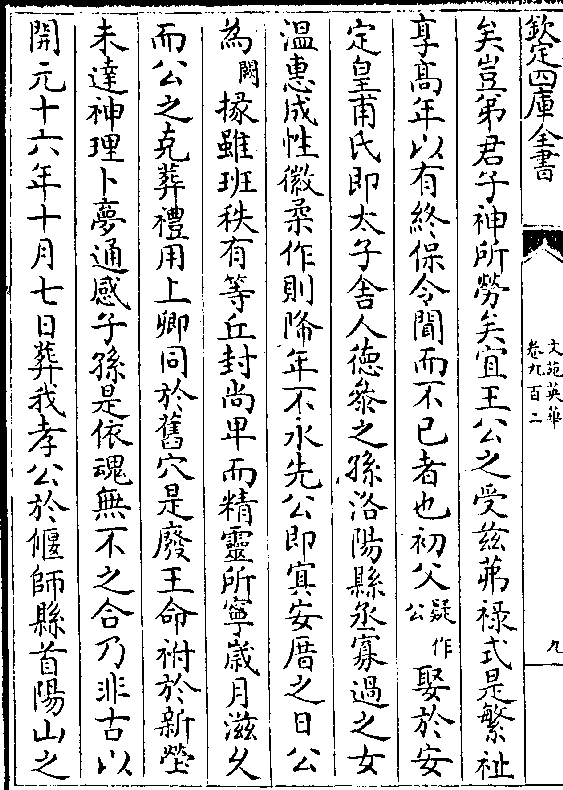 欽定四庫全書
文苑英華
卷九百二
九
矣豈弟君子神所勞矣宜王公之受茲茀祿式是繁祉
享髙年以有終保令聞而不已者也初父疑作公娶於安
定皇甫氏即太子舍人德叅之孫洛陽縣丞寡過之女
温惠成性徽柔作則降年不永先公即㝠安厝之日公
為闕掾雖班秩有等丘封尚卑而精靈所寧嵗月滋久
而公之克葬禮用上卿同於舊穴是廢王命祔於新塋
未達神理卜夢通感子孫是依魂無不之合乃非古以
開元十六年十月七日葬我孝公於偃師縣首陽山之